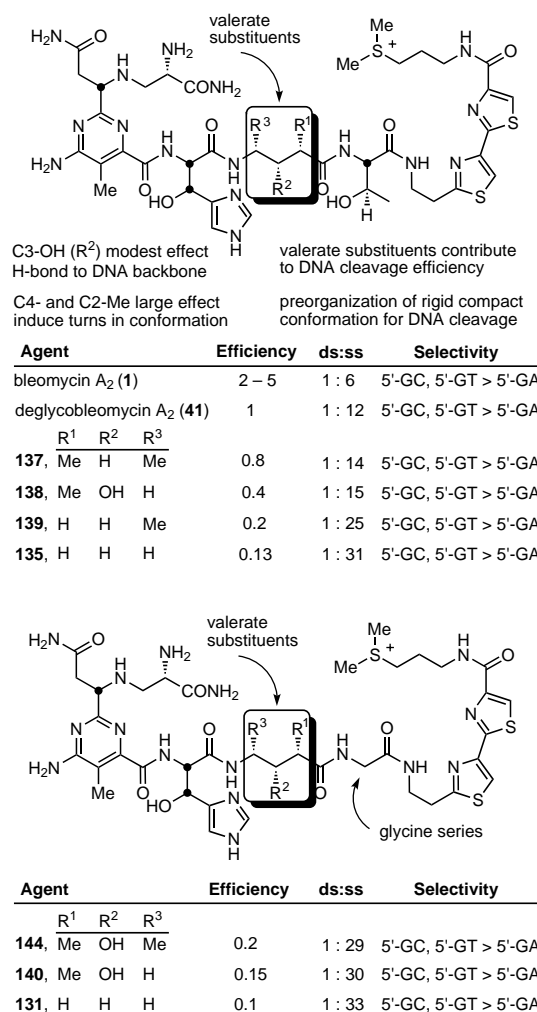 valerate
substituents
H2N
O
NH2
N
H
CONH2
Me
S+
Me
H
N
O
N
N
H2N
Me
H
N
O
O
HO
N
N
H
H
N
R3
R1
R2
O
H
N
O
H
N
HO
H
N
S
N
S
C3-OH (R2) modest effect
H-bond to DNA backbone
valerate substituents contribute
to DNA cleavage efficiency
C4- and C2-Me large effect
induce turns in conformation
preorganization of rigid compact
conformation for DNA cleavage
Agent Efficiency ds:ss Selectivity
bleomycin A2 (1) 2 – 5 1 : 6 5'-GC, 5'-GT > 5'-GA
deglycobleomycin A2 (41) 1 1 : 12 5'-GC, 5'-GT > 5'-GA
R1 R2 R3
137, Me H Me 0.8 1 : 14 5'-GC, 5'-GT > 5'-GA
138, Me OH H 0.4 1 : 15 5'-GC, 5'-GT > 5'-GA
139, H H Me 0.2 1 : 25 5'-GC, 5'-GT > 5'-GA
135, H H H 0.13 1 : 31 5'-GC, 5'-GT > 5'-GA
valerate
substituents
H2N
O
NH2
N
H
CONH2
Me
S+
Me
H
N
O
N
N
H2N
Me
H
N
O
O
HO
N
N
H
H
N
R3
R1
R2
O
H
N
O
N
H
N
S
N
S
glycine series
Agent Efficiency ds:ss Selectivity
R1 R2 R3
144, Me OH Me 0.2 1 : 29 5'-GC, 5'-GT > 5'-GA
140, Me OH H 0.15 1 : 30 5'-GC, 5'-GT > 5'-GA
131, H H H 0.1 1 : 33 5'-GC, 5'-GT > 5'-GA